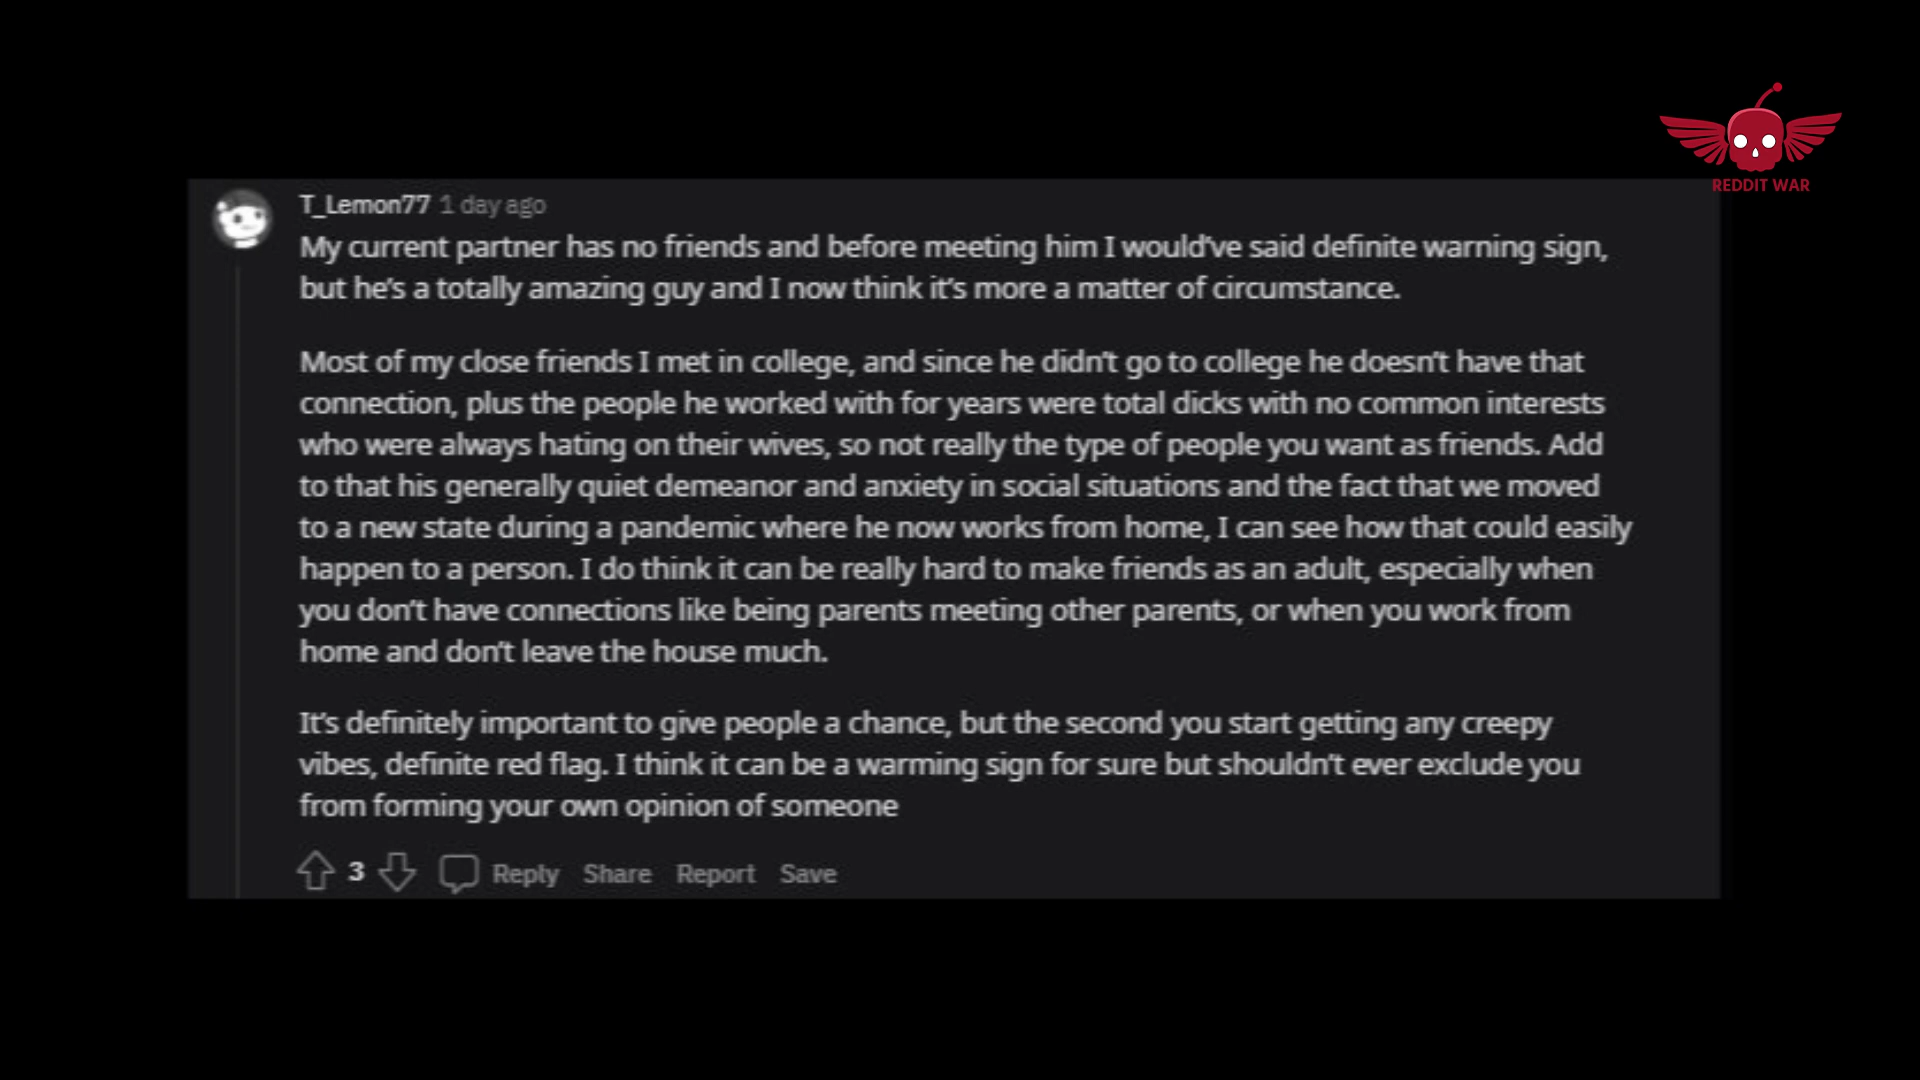 REDDIT WAR
T_Lemon77 1 day ago
My current partner has no friends and before meeting him I would've said definite warning sign,
but he's a totally amazing guy and I now think it's more a matter of circumstance.
Most of my close friends I met in college, and since he didn't go to college he doesn't have that
connection, plus the people he worked with for years were total dicks with no common interests
who were always hating on their wives, so not really the type of people you want as friends. Add
to that his generally quiet demeanor and anxiety in social situations and the fact that we moved
to a new state during a pandemic where he now works from home, I can see how that could easily
happen to a person. I do think it can be really hard to make friends as an adult, especially when
you don't have connections like being parents meeting other parents, or when you work from
home and don't leave the house much.
It's definitely important to give people a chance, but the second you start getting any creepy
vibes, definite red flag. I think it can be a warming sign for sure but shouldn't ever exclude you
from forming your own opinion of someone
3 Reply Share Report Save